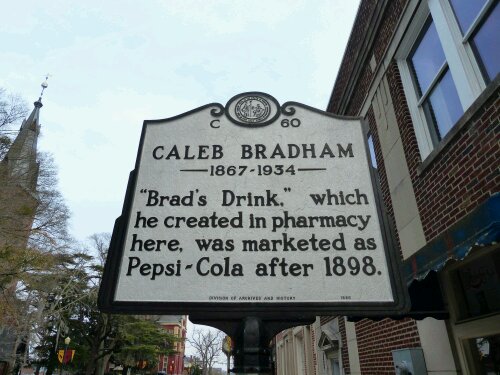 C 60
CALEB BRADHAM
1867-1934
"Brad's Drink," which
he created in pharmacy
here, was marketed as
Pepsi-Cola after 1898.
DIVISION OF ARCHIVES AND HISTORY